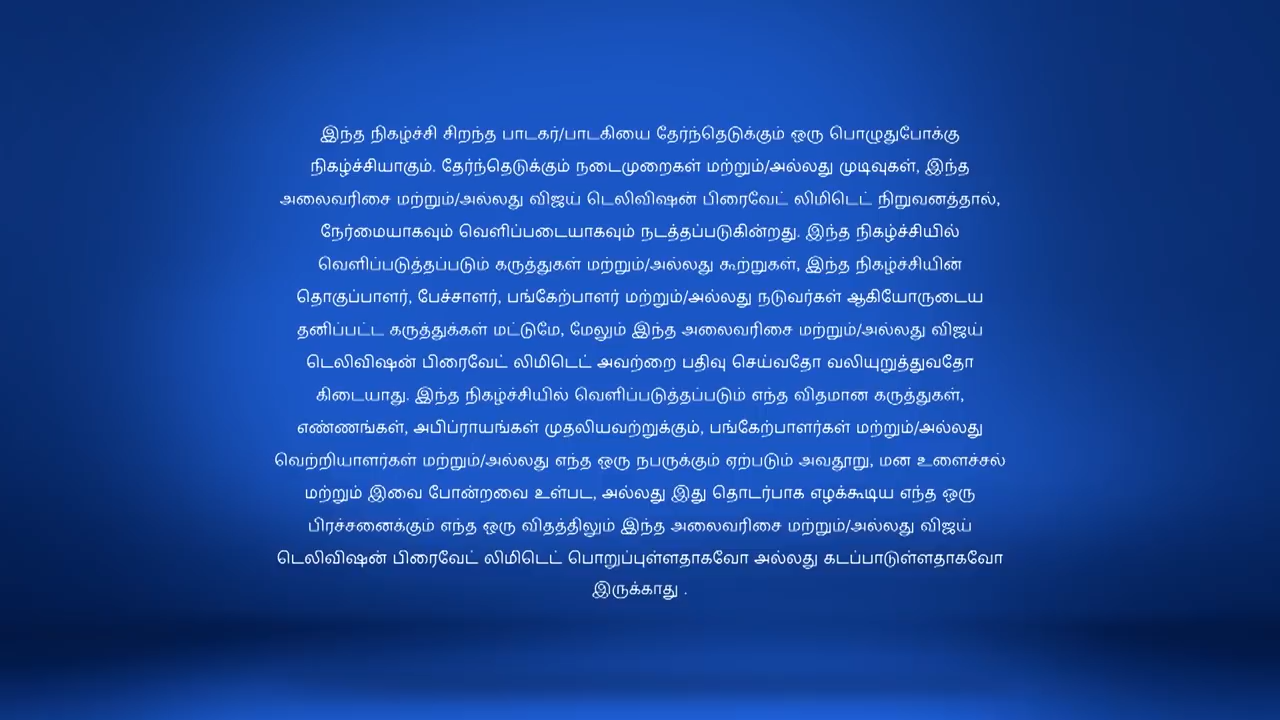 இந்த நிகழ்ச்சி சிறந்த பாடகர்/பாடகியை தேர்ந்தெடுக்கும் ஒரு பொழுதுபோக்கு
நிகழ்ச்சியாகும். தேர்ந்தெடுக்கும் நடைமுறைகள் மற்றும்/அல்லது முடிவுகள், இந்த
அலைவரிசை மற்றும்/அல்லது விஜய் டெலிவிஷன் பிரைவேட் லிமிடெட் நிறுவனத்தால்,
நேர்மையாகவும் வெளிப்படையாகவும் நடத்தப்படுகின்றது. இந்த நிகழ்ச்சியில்
வெளிப்படுத்தப்படும் கருத்துகள் மற்றும்/அல்லது கூற்றுகள், இந்த நிகழ்ச்சியின்
தொகுப்பாளர், பேச்சாளர், பங்கேற்பாளர் மற்றும்/அல்லது நடுவர்கள் ஆகியோருடைய
தனிப்பட்ட கருத்துக்கள் மட்டுமே, மேலும் இந்த அலைவரிசை மற்றும்/அல்லது விஜய்
டெலிவிஷன் பிரைவேட் லிமிடெட் அவற்றை பதிவு செய்வதோ வலியுறுத்துவதோ
கிடையாது. இந்த நிகழ்ச்சியில் வெளிப்படுத்தப்படும் எந்த விதமான கருத்துகள்,
எண்ணங்கள், அபிப்ராயங்கள் முதலியவற்றுக்கும், பங்கேற்பாளர்கள் மற்றும்/அல்லது
வெற்றியாளர்கள் மற்றும்/அல்லது எந்த ஒரு நபருக்கும் ஏற்படும் அவதூறு, மன உளைச்சல்
மற்றும் இவை போன்றவை உள்பட, அல்லது இது தொடர்பாக எழக்கூடிய எந்த ஒரு
பிரச்சனைக்கும் எந்த ஒரு விதத்திலும் இந்த அலைவரிசை மற்றும்/அல்லது விஜய்
டெலிவிஷன் பிரைவேட் லிமிடெட் பொறுப்புள்ளதாகவோ அல்லது கடப்பாடுள்ளதாகவோ
இருக்காது .